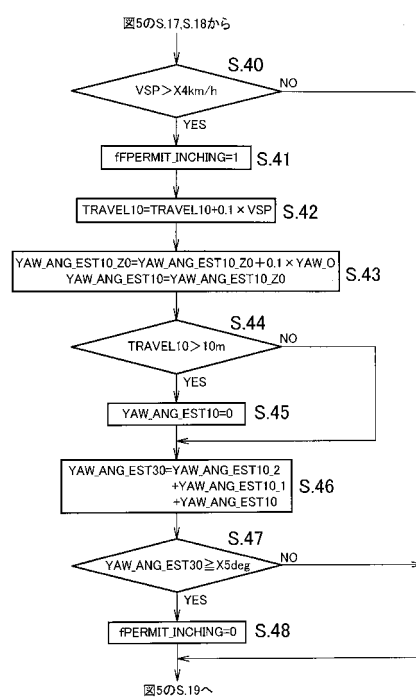 図5のS.17,S.18から
S.40
VSP>X4km/h
NO
YES
fFPERMIT_INCHING=1
S.41
TRAVEL10=TRAVEL10+0.1×VSP
S.42
YAW_ANG_EST10_Z0=YAW_ANG_EST10_Z0+0.1×YAW_O
YAW_ANG_EST10=YAW_ANG_EST10_Z0
S.43
S.44
TRAVEL10>10m
NO
YES
YAW_ANG_EST10=0
S.45
YAW_ANG_EST30=YAW_ANG_EST10_2
+YAW_ANG_EST10_1
+YAW_ANG_EST10
S.46
S.47
YAW_ANG_EST30≧X5deg
NO
YES
fPERMIT_INCHING=0
S.48
図5のS.19へ